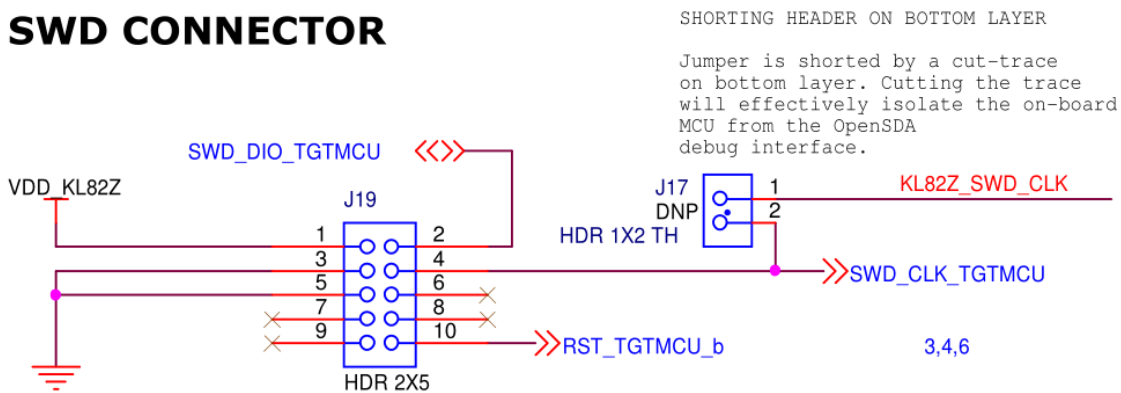 SWD CONNECTOR
SHORTING HEADER ON BOTTOM LAYER
Jumper is shorted by a cut-trace
on bottom layer. Cutting the trace
will effectively isolate the on-board
MCU from the OpenSDA
debug interface.
SWD_DIO_TGTMCU
VDD_KL82Z
J19
J17
DNP
HDR 1X2 TH
1
2
KL82Z_SWD_CLK
1
2
3
4
5
6
7
8
9
10
SWD_CLK_TGTMCU
RST_TGTMCU_b
3,4,6
HDR 2X5